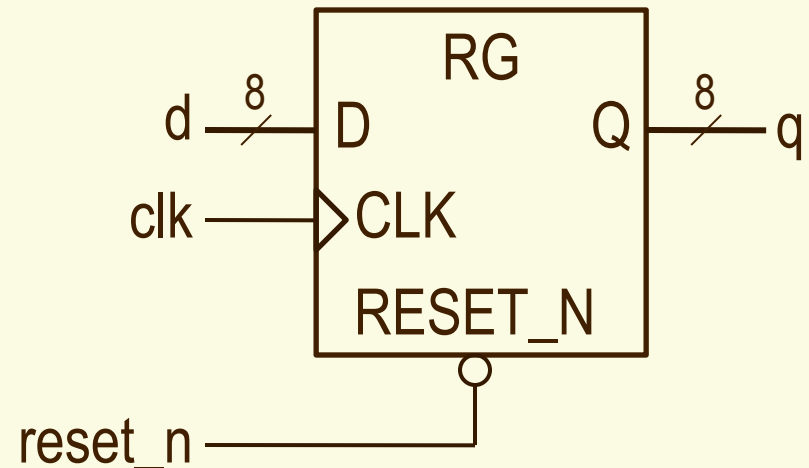 RG
8 8
d D Q q
clk CLK
RESET_N
reset_n